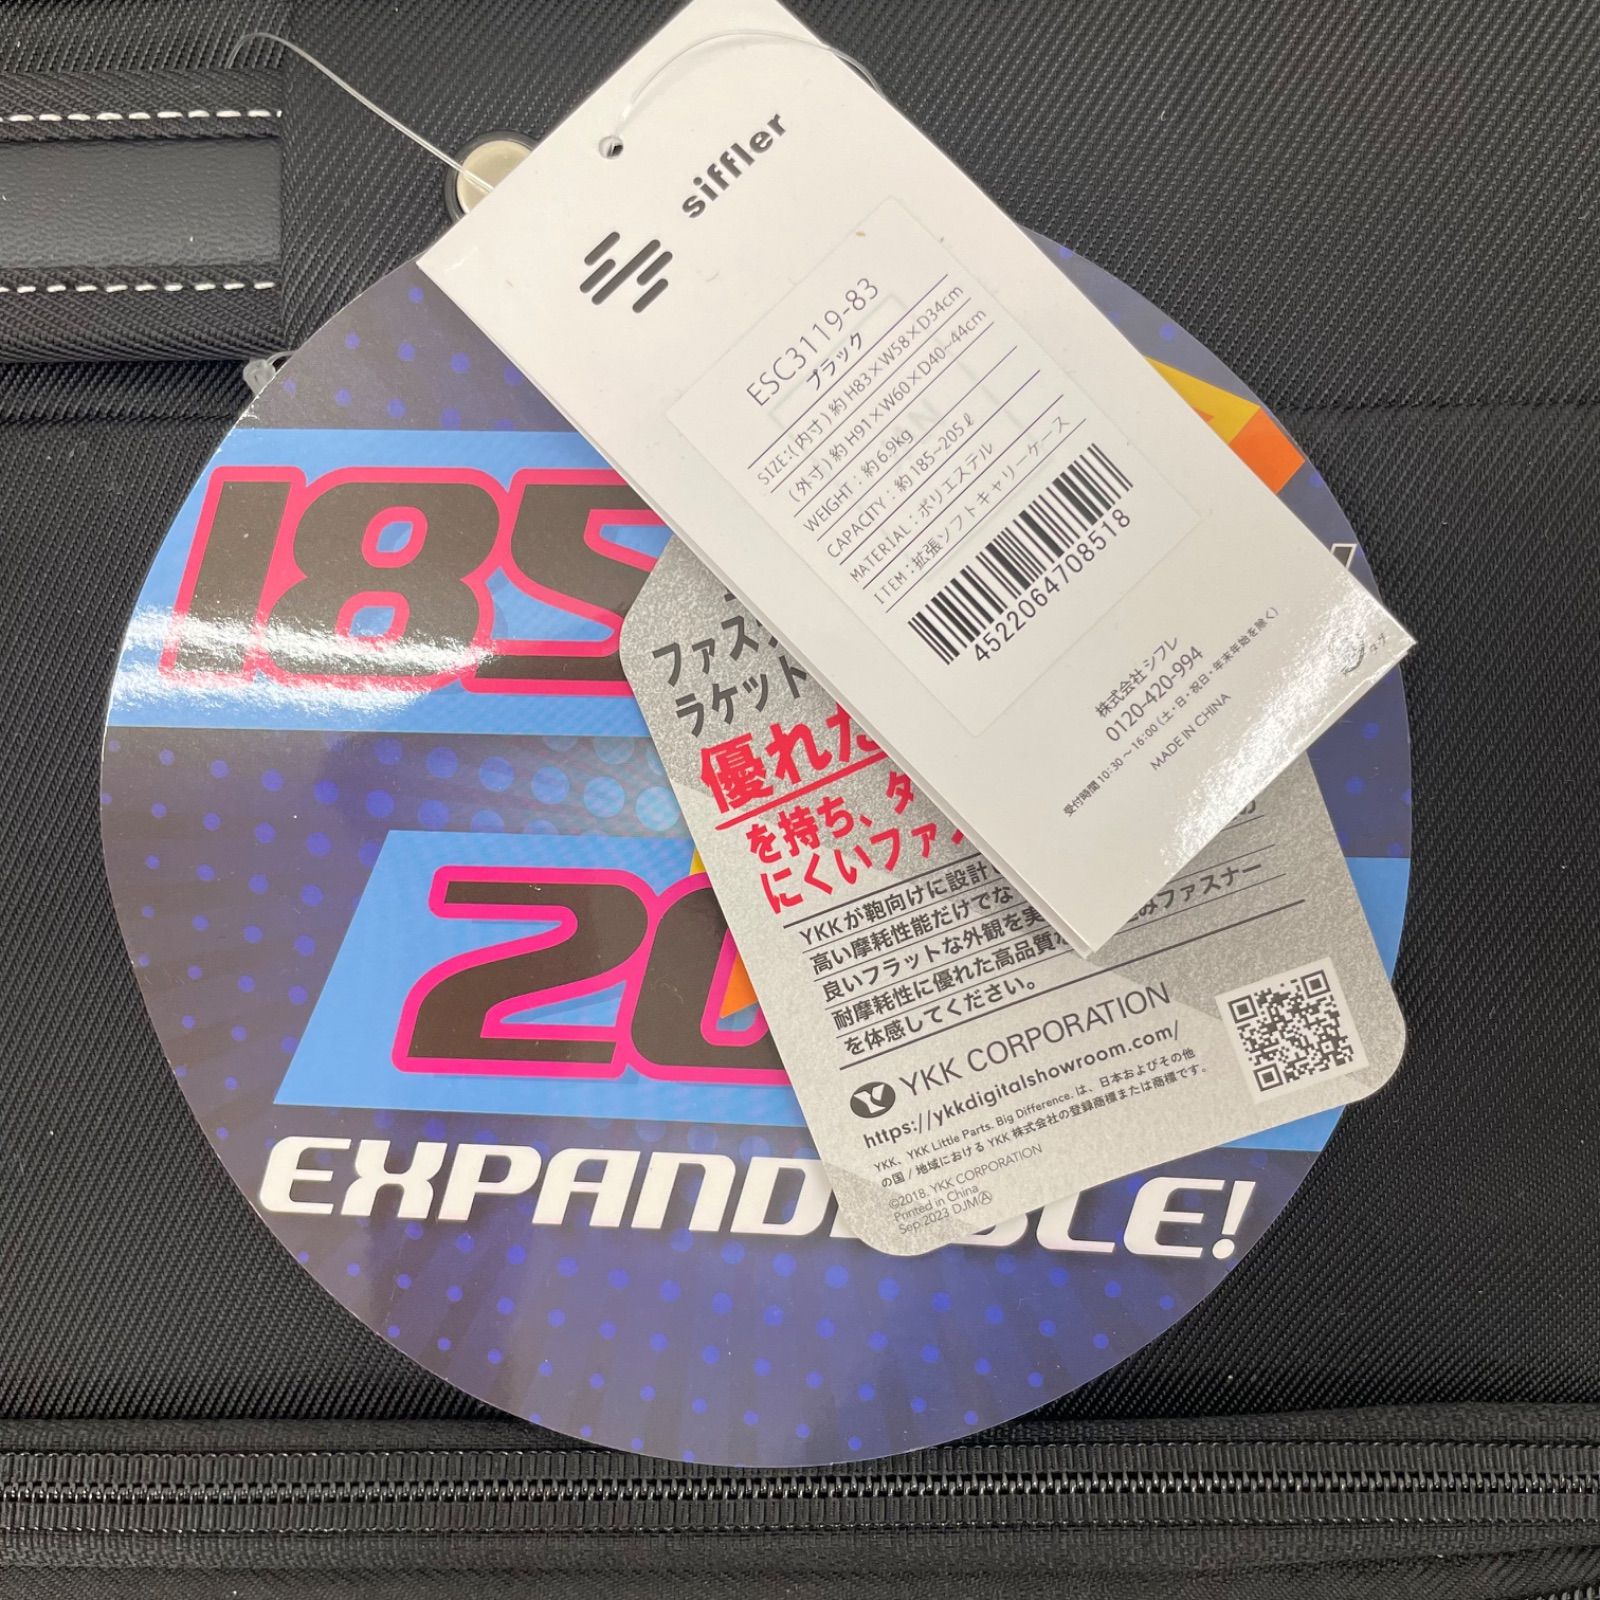 siffler
ESC3119-83
ブラック
SIZE:(内寸)約H83×W58×D34cm
(外寸)約H91×W60×D40~44cm
WEIGHT:約6.9kg
CAPACITY:約185~205ℓ
MATERIAL:ポリエステル
ITEM:拡張ソフトキャリーケース
4522064708518
株式会社シフレ
0120-420-994
受付時間10:30~16:00(土・日・祝日・年末年始を除く)
MADE IN CHINA
タグ
185
20
EXPAND BLE!
ファス
ラケット
優れた
を持ち、タ
にくいファ
YKKが鞄向けに設計
高い摩耗性能だけでな
良いフラットな外観を実 みファスナー
耐摩耗性に優れた高品質な
を体感してください。
YKK CORPORATION
https://ykkdigitalshowroom.com/
YKK、YKK Little Parts. Big Difference. は、日本およびその他
の国/地域における YKK 株式会社の登録商標または商標です。
©2018. YKK CORPORATION
Printed in China
Sep.2023 DJMⒶ